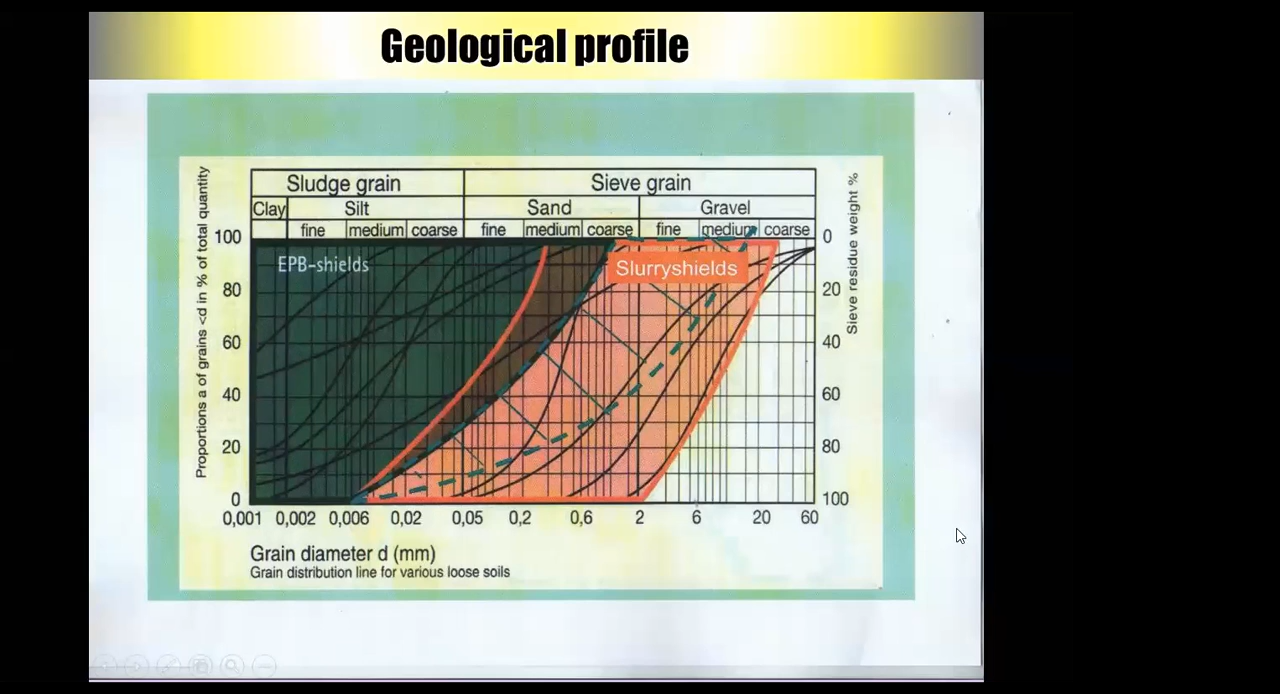 Geological profile
Sludge grain
Sieve grain
Clay
Silt
Sand
Gravel
fine
medium
coarse
fine
medium
coarse
fine
medium
coarse
Proportions a of grains <d in % of total quantity
Sieve residue weight %
100
80
60
40
20
0
0
20
40
60
80
100
EPB-shields
Slurryshields
0,001
0,002
0,006
0,02
0,05
0,2
0,6
2
6
20
60
Grain diameter d (mm)
Grain distribution line for various loose soils